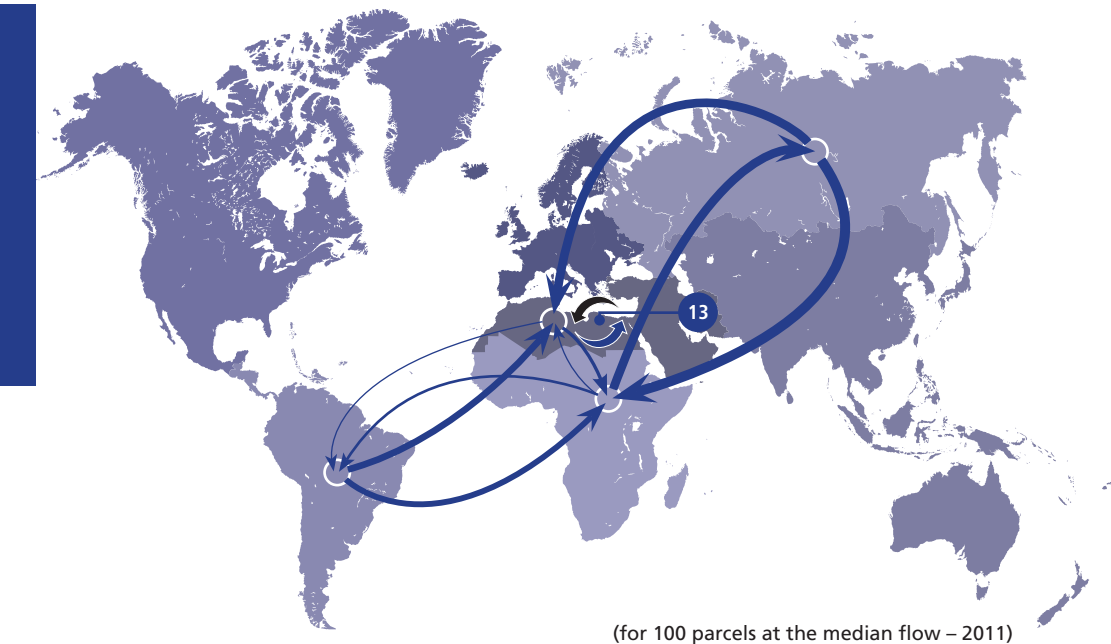 13
(for 100 parcels at the median flow – 2011)